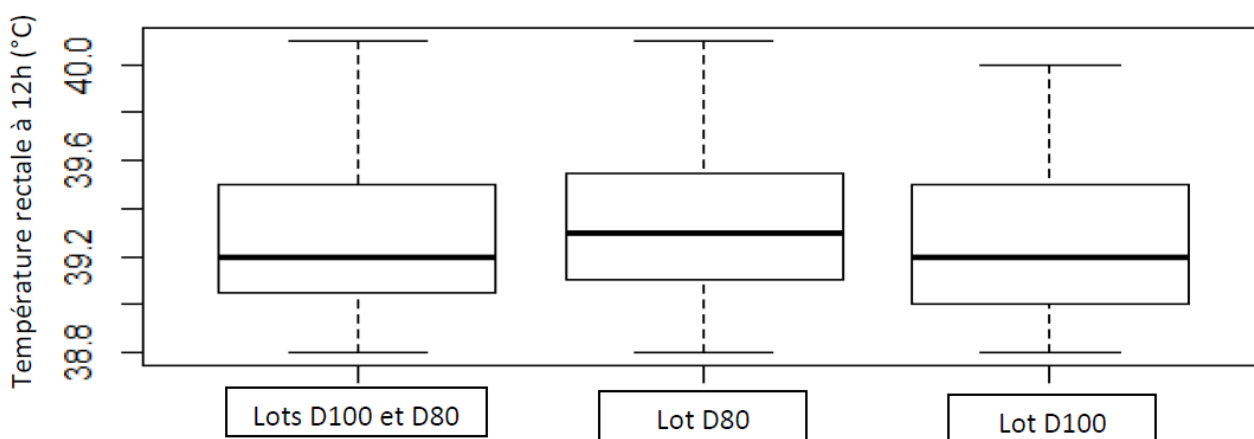 Température rectale à 12h (°C)
40.0
39.6
39.2
38.8
Lots D100 et D80
Lot D80
Lot D100